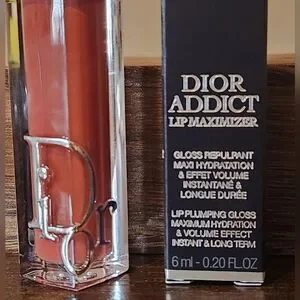 Dior
DIOR
ADDICT
LIP MAXIMIZER
GLOSS REPULPANT
MAXI HYDRATATION
& EFFET VOLUME
INSTANTANÉ &
LONGUE DURÉE
LIP PLUMPING GLOSS
MAXIMUM HYDRATION
& VOLUME EFFECT
INSTANT & LONG TERM
6 ml - 0.20 FL.OZ